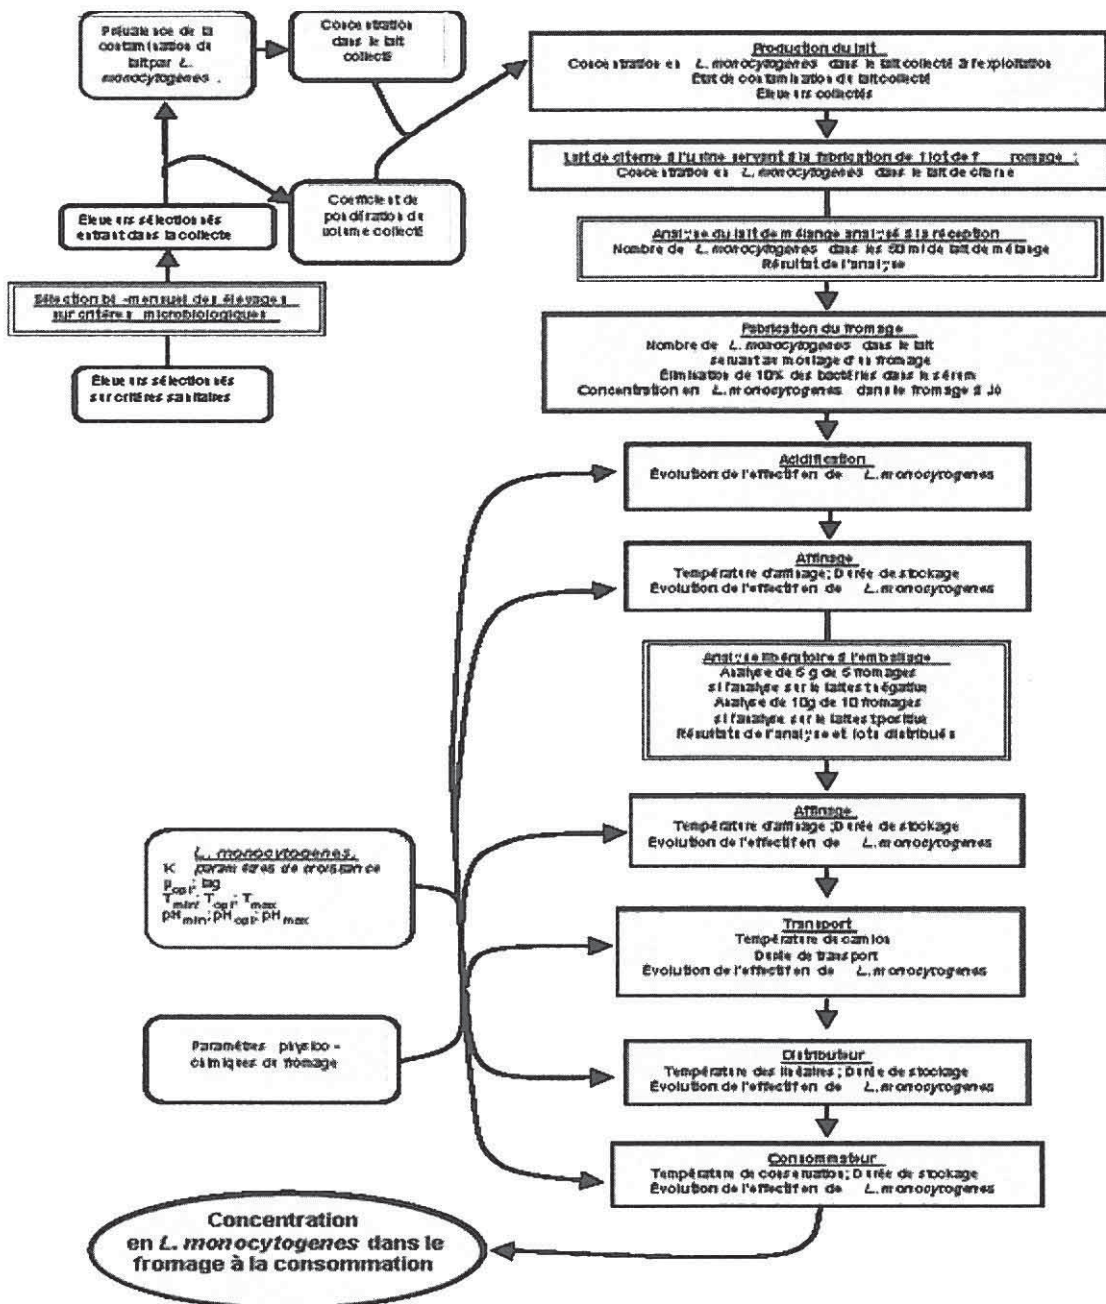 Prévalence de la
contamination du
lait par L.
monocytogenes.
Concentration
dans le lait
collecté
Éleveurs sélectionnés
entrant dans la collecte
Coefficient de
pondération du
volume collecté
Sélection bi-mensuel des élevages
sur critères microbiologiques
Éleveurs sélectionnés
sur critères sanitaires
Production du lait
Concentration en L. monocytogenes dans le lait collecté à l'exploitation
État de contamination du lait collecté
Éleveurs collectés
Lait de citerne à l'usine servant à la fabrication de 1 lot de f romage :
Concentration en L. monocytogenes dans le lait de citerne
Analyse du lait de mélange analysé à la réception
Nombre de L. monocytogenes dans les 50 ml de lait de mélange
Résultat de l'analyse
Fabrication du fromage
Nombre de L. monocytogenes dans le lait
servant au moulage d'un fromage
Élimination de 10% des bactéries dans le sérum
Concentration en L. monocytogenes dans le fromage à J0
Acidification
Évolution de l'effectif en de L. monocytogenes
Affinage
Température d'affinage; Durée de stockage
Évolution de l'effectif en de L. monocytogenes
Analyse libératoire à l'emballage
Analyse de 5 g de 5 fromages
si l'analyse sur le lait est négative
Analyse de 10g de 10 fromages
si l'analyse sur le lait est positive
Résultats de l'analyse et lots distribués
Affinage
Température d'affinage; Durée de stockage
Évolution de l'effectif en de L. monocytogenes
L. monocytogenes.
K paramètres de croissance
μopt; lag
Tmin; Topt; Tmax
pHmin; pHopt; pHmax
Transport
Température du camion
Durée de transport
Évolution de l'effectif en de L. monocytogenes
Paramètres physico-
chimiques du fromage
Distributeur
Température des linéaires; Durée de stockage
Évolution de l'effectif en de L. monocytogenes
Consommateur
Température de conservation; Durée de stockage
Évolution de l'effectif en de L. monocytogenes
Concentration
en L. monocytogenes dans le
fromage à la consommation